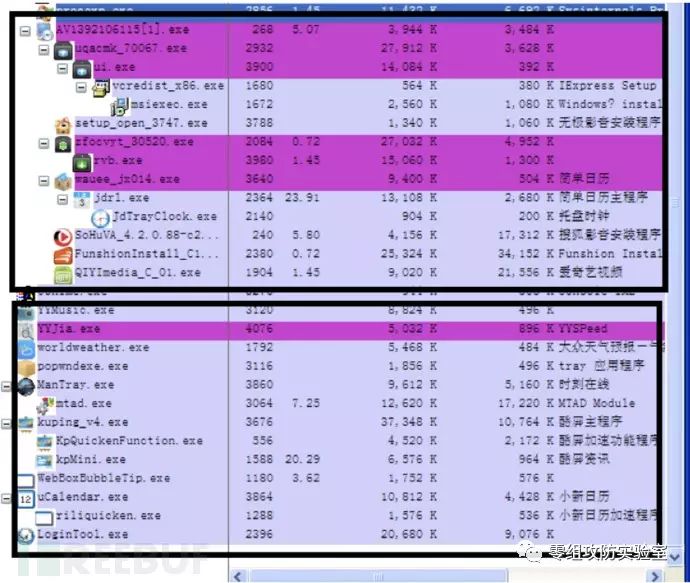 procexp.exe 2856 1.45 11,432 K 6,692 K Sysinternals Pr
AV1392106115[1].exe 268 5.07 3,944 K 3,484 K
uqacmk_70067.exe 2932 27,912 K 3,628 K
ui.exe 3900 14,084 K 392 K
vcredist_x86.exe 1680 564 K 380 K IExpress Setup
msiexec.exe 1672 2,560 K 1,080 K Windows? instal
setup_open_3747.exe 3788 1,340 K 1,060 K 无极影音安装程序
zfocvyt_30520.exe 2084 0.72 27,032 K 4,952 K
rvb.exe 3980 1.45 15,060 K 1,300 K
wauee_jx014.exe 3640 9,400 K 504 K 简单日历
jdrl.exe 2364 23.91 13,108 K 2,680 K 简单日历主程序
JdTrayClock.exe 2140 904 K 200 K 托盘时钟
SoHuVA_4.2.0.88-c2... 240 5.80 4,156 K 17,312 K 搜狐影音安装程序
FunshionInstall_C1... 2380 0.72 25,324 K 34,152 K Funshion Instal
QIYImedia_C_01.exe 1904 1.45 9,020 K 21,556 K 爱奇艺视频
YYMusic.exe 3120 8,824 K 496 K
YYJia.exe 4076 5,032 K 896 K YYSPeed
worldweather.exe 1792 5,468 K 484 K 大众天气预报
popwndexe.exe 3116 1,856 K 496 K tray 应用程序
ManTray.exe 3860 9,612 K 5,160 K 时刻在线
mtad.exe 3064 7.25 12,620 K 17,220 K MTAD Module
kuping_v4.exe 3676 37,348 K 10,764 K 酷屏主程序
KpQuickenFunction.exe 556 4,520 K 2,172 K 酷屏加速功能程序
kpMini.exe 1588 20.29 6,576 K 964 K 酷屏资讯
WebBoxBubbleTip.exe 1180 3.62 1,752 K 576 K
uCalendar.exe 3864 10,812 K 4,428 K 小新日历
riliquicken.exe 1288 1,576 K 536 K 小新日历加速程序
LoginTool.exe 2396 20,680 K 9,076 K
REEBUF
零组攻防实验室